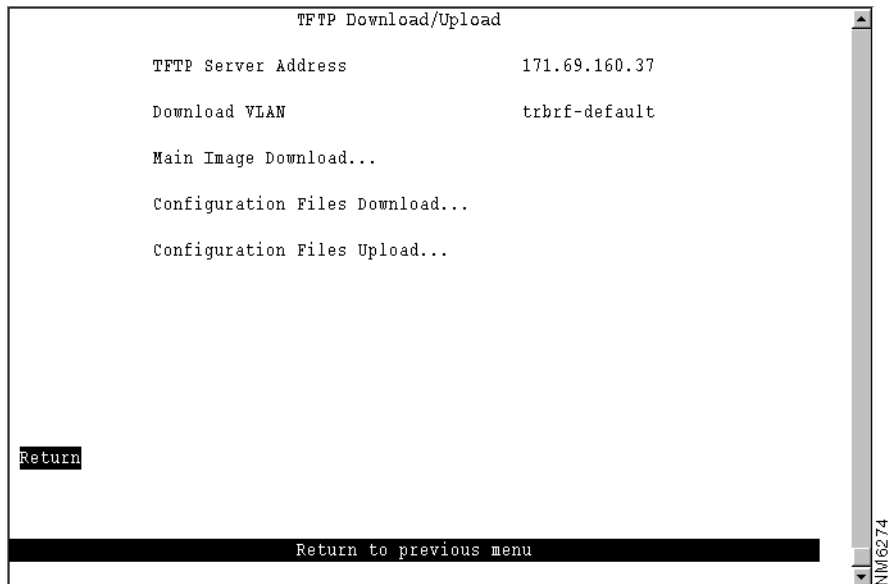 TFTP Download/Upload
TFTP Server Address 171.69.160.37
Download VLAN trbrf-default
Main Image Download...
Configuration Files Download...
Configuration Files Upload...
Return
Return to previous menu
NM6274